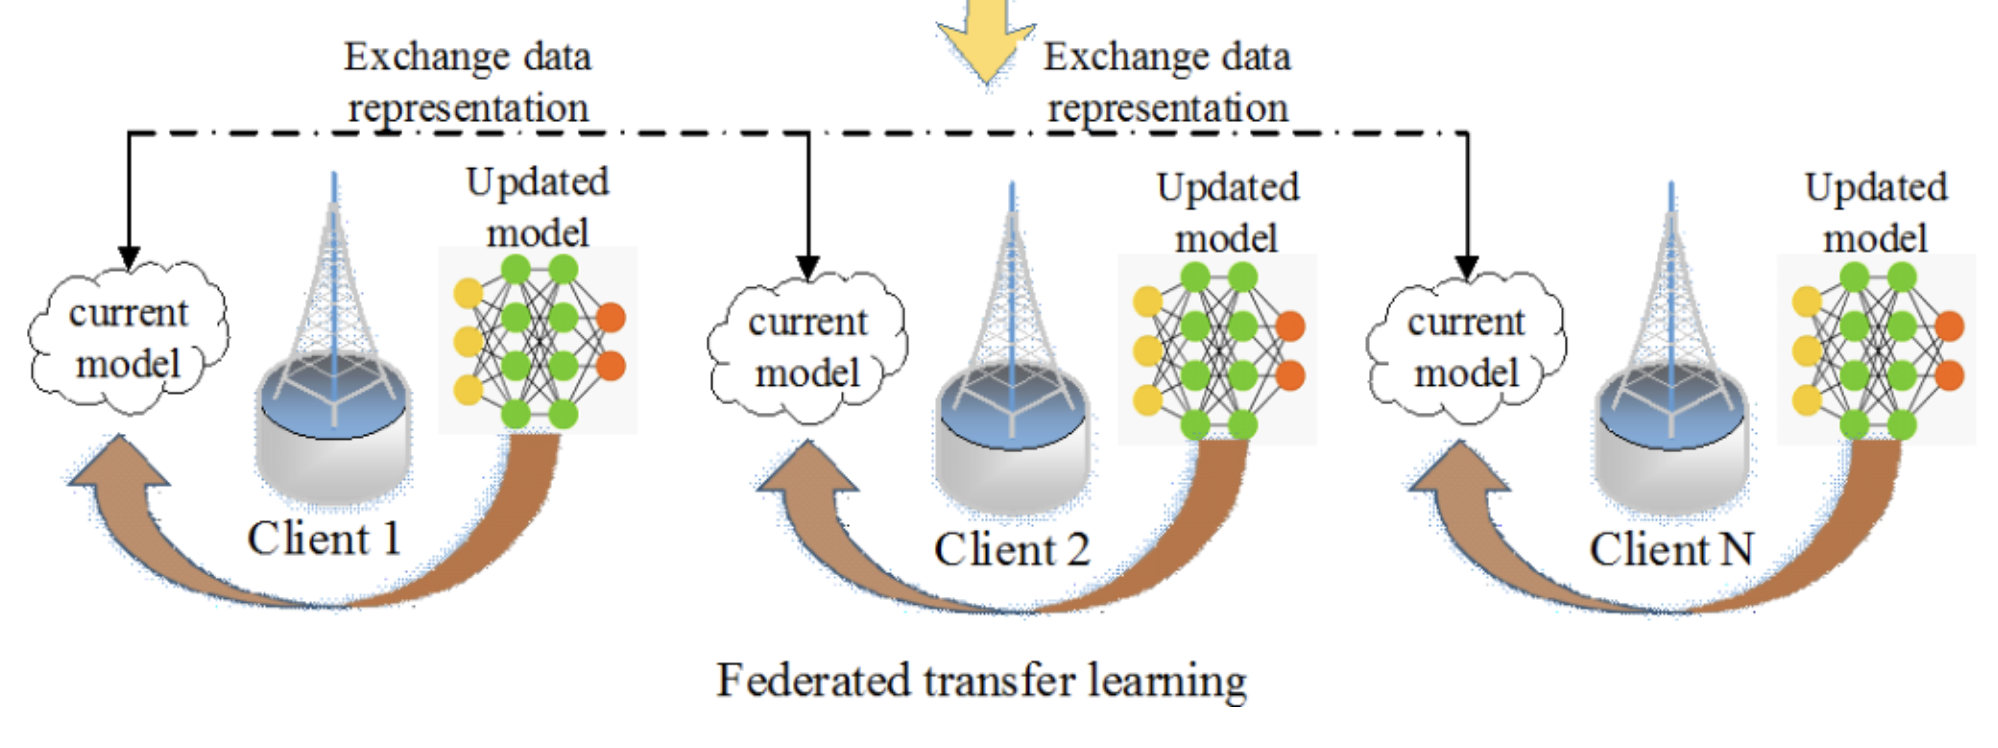 Exchange data
representation
Exchange data
representation
Updated
model
Updated
model
Updated
model
current
model
current
model
current
model
Client 1
Client 2
Client N
Federated transfer learning